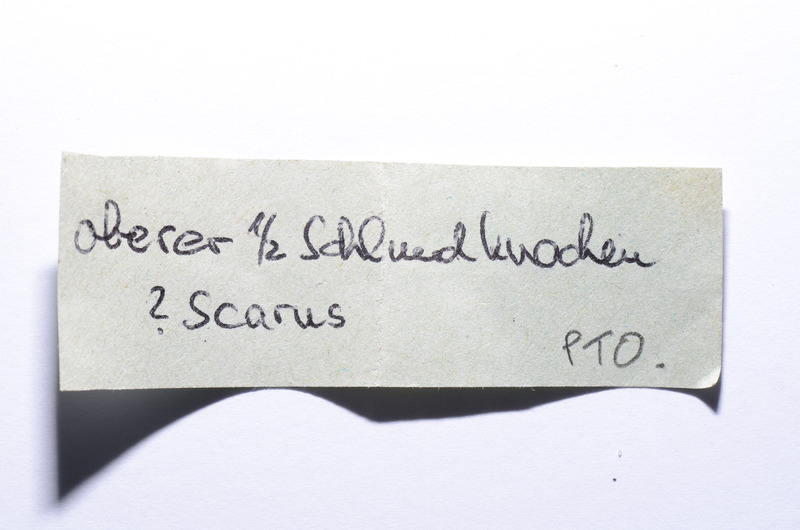 oberer 1/2 Schlundknochen
? Scarus
PTO.